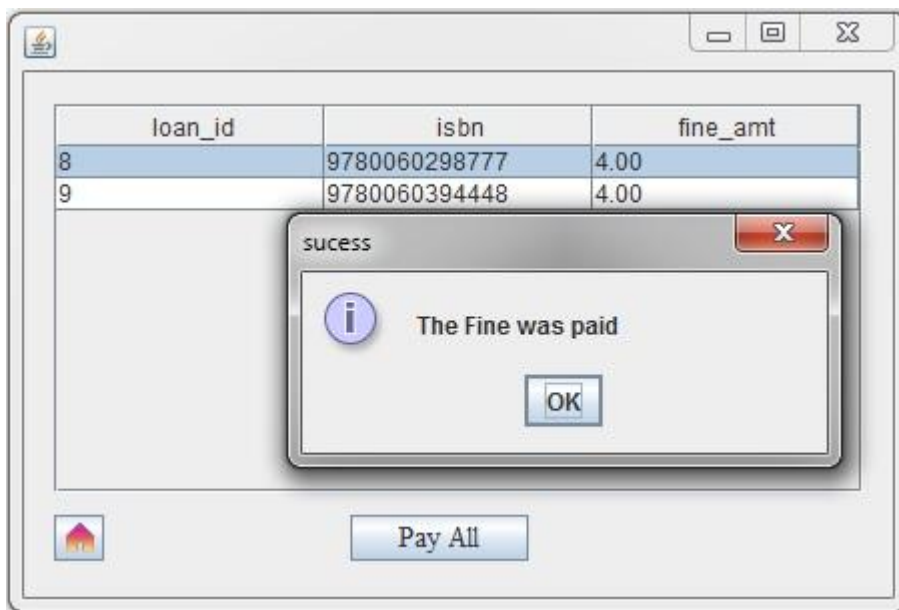 loan_id isbn fine_amt
8 9780060298777 4.00
9 9780060394448 4.00
sucess
The Fine was paid
OK
Pay All